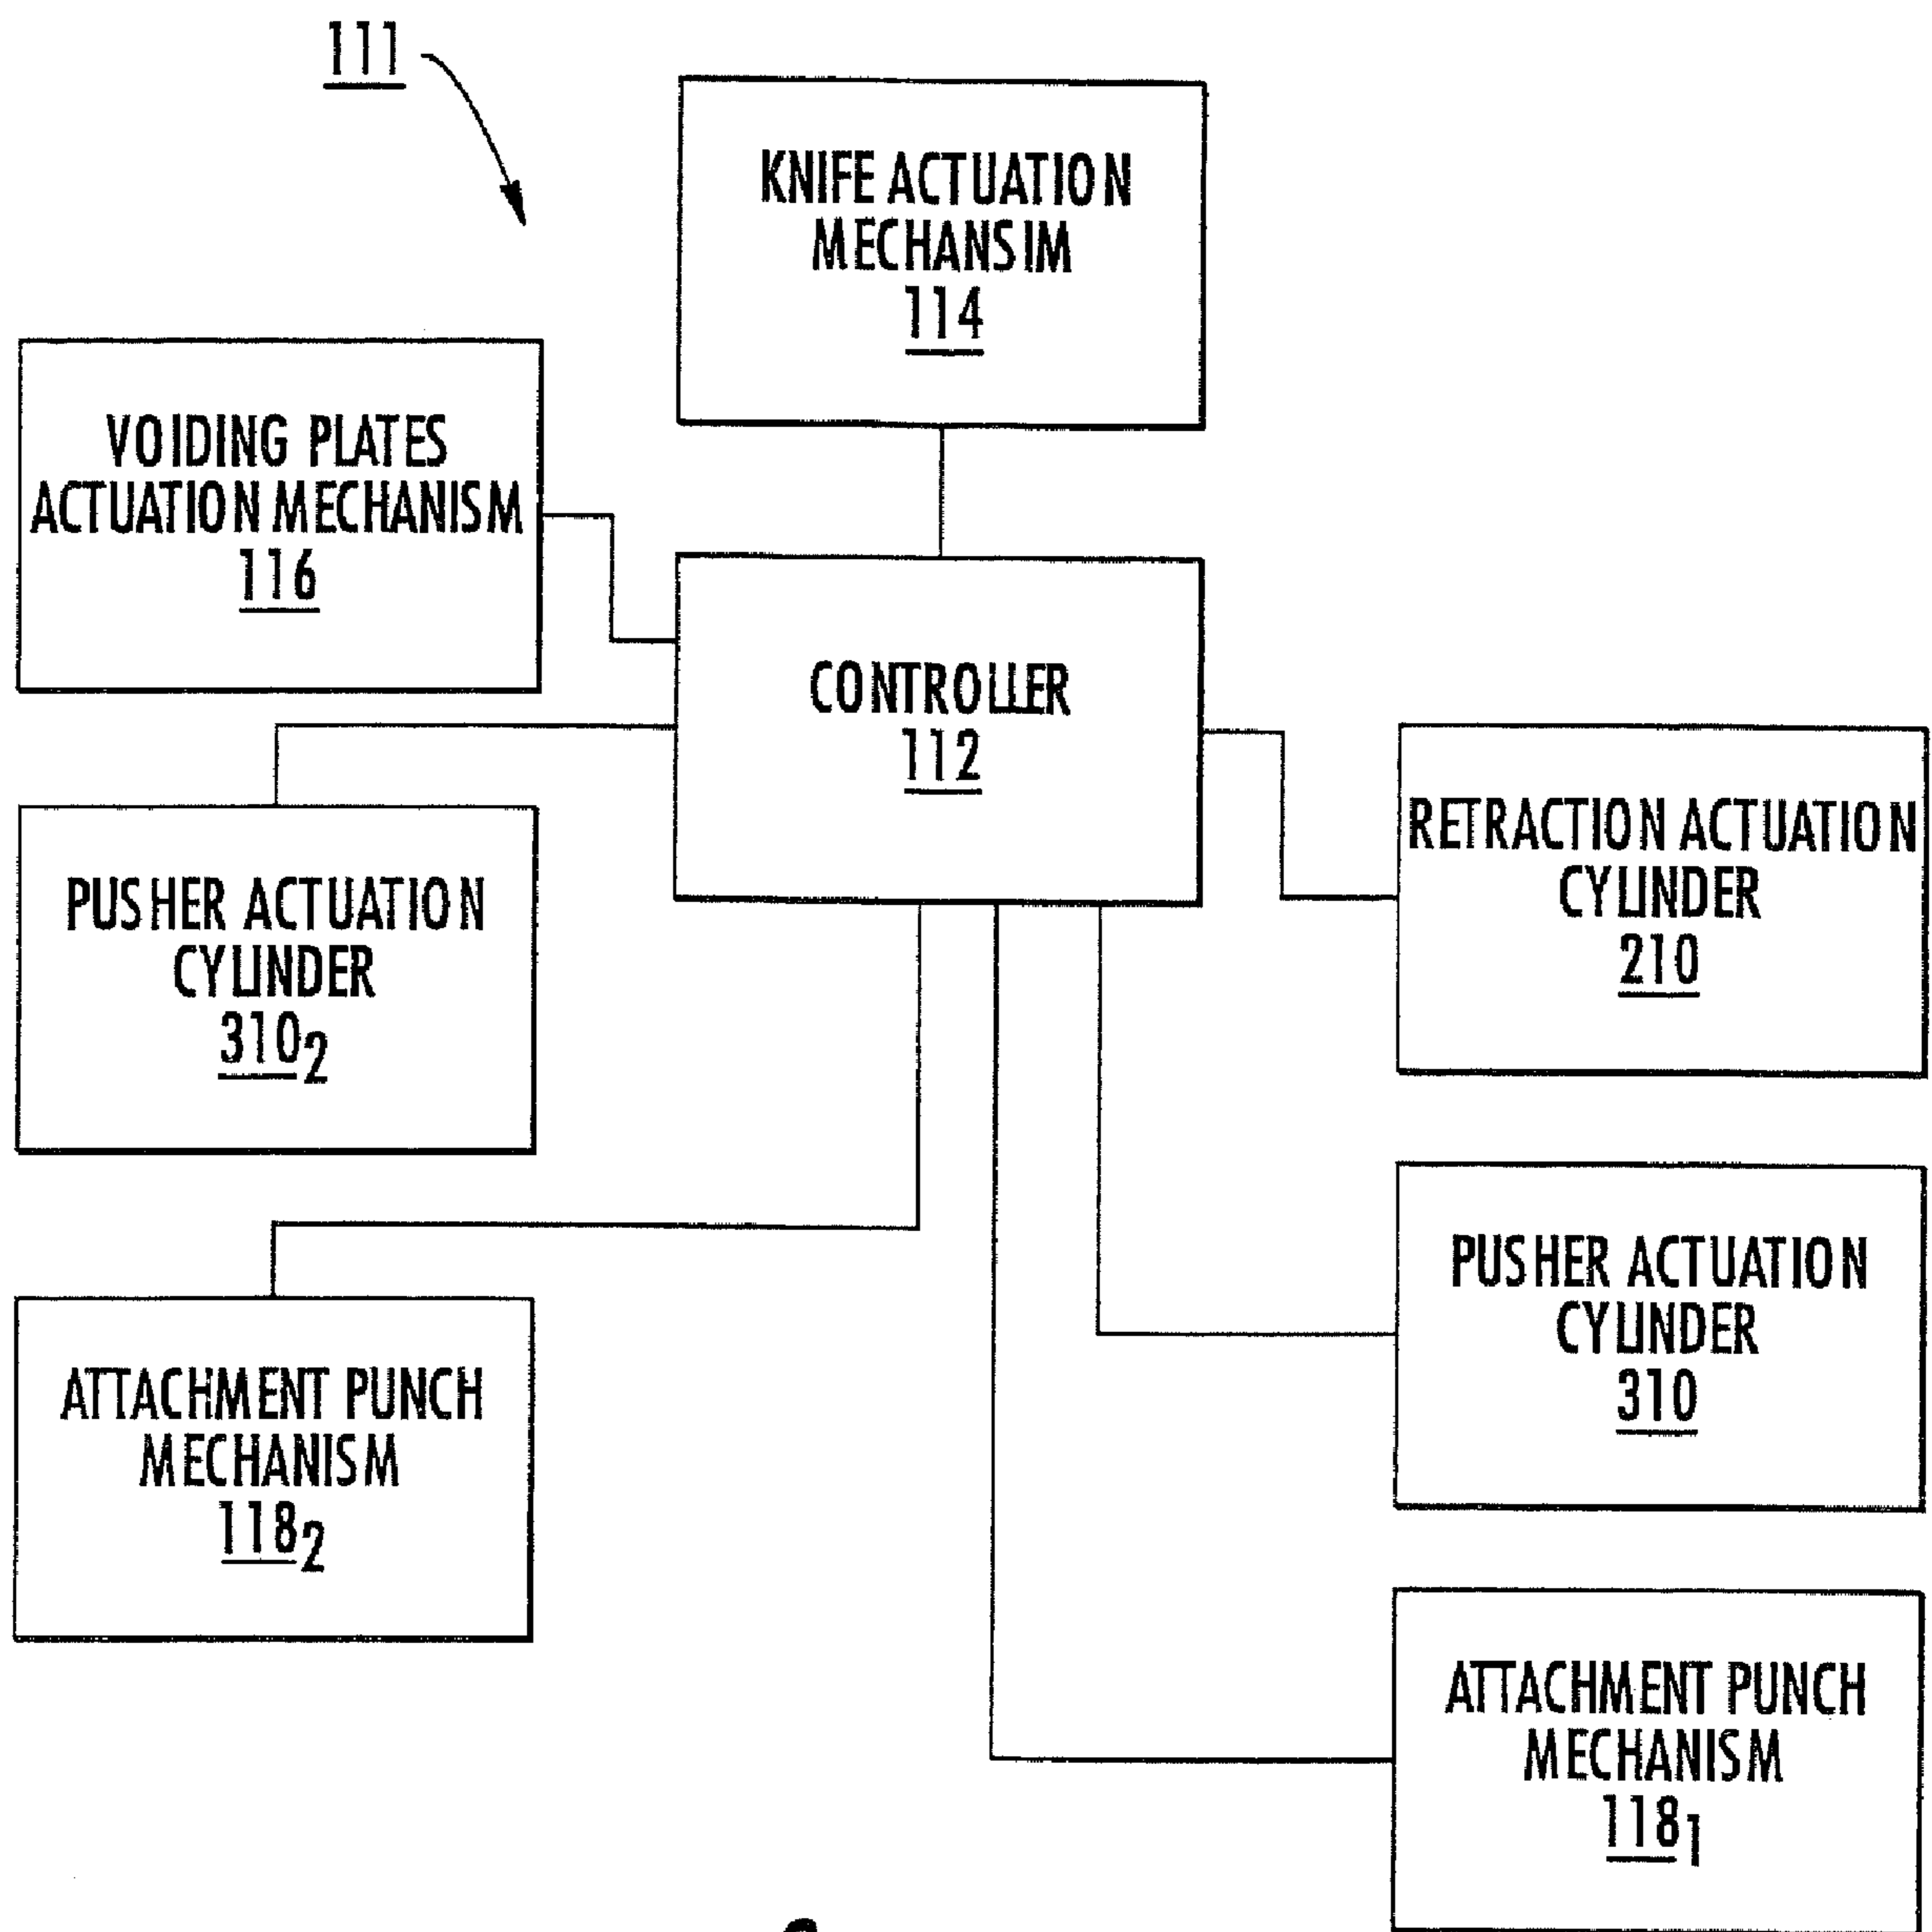 111
KNIFE ACTUATION
MECHANSIM
114
VOIDING PLATES
ACTUATION MECHANISM
116
CONTROLLER
112
RETRACTION ACTUATION
CYLINDER
210
PUSHER ACTUATION
CYLINDER
310₂
PUSHER ACTUATION
CYLINDER
310
ATTACHMENT PUNCH
MECHANISM
118₂
ATTACHMENT PUNCH
MECHANISM
118₁